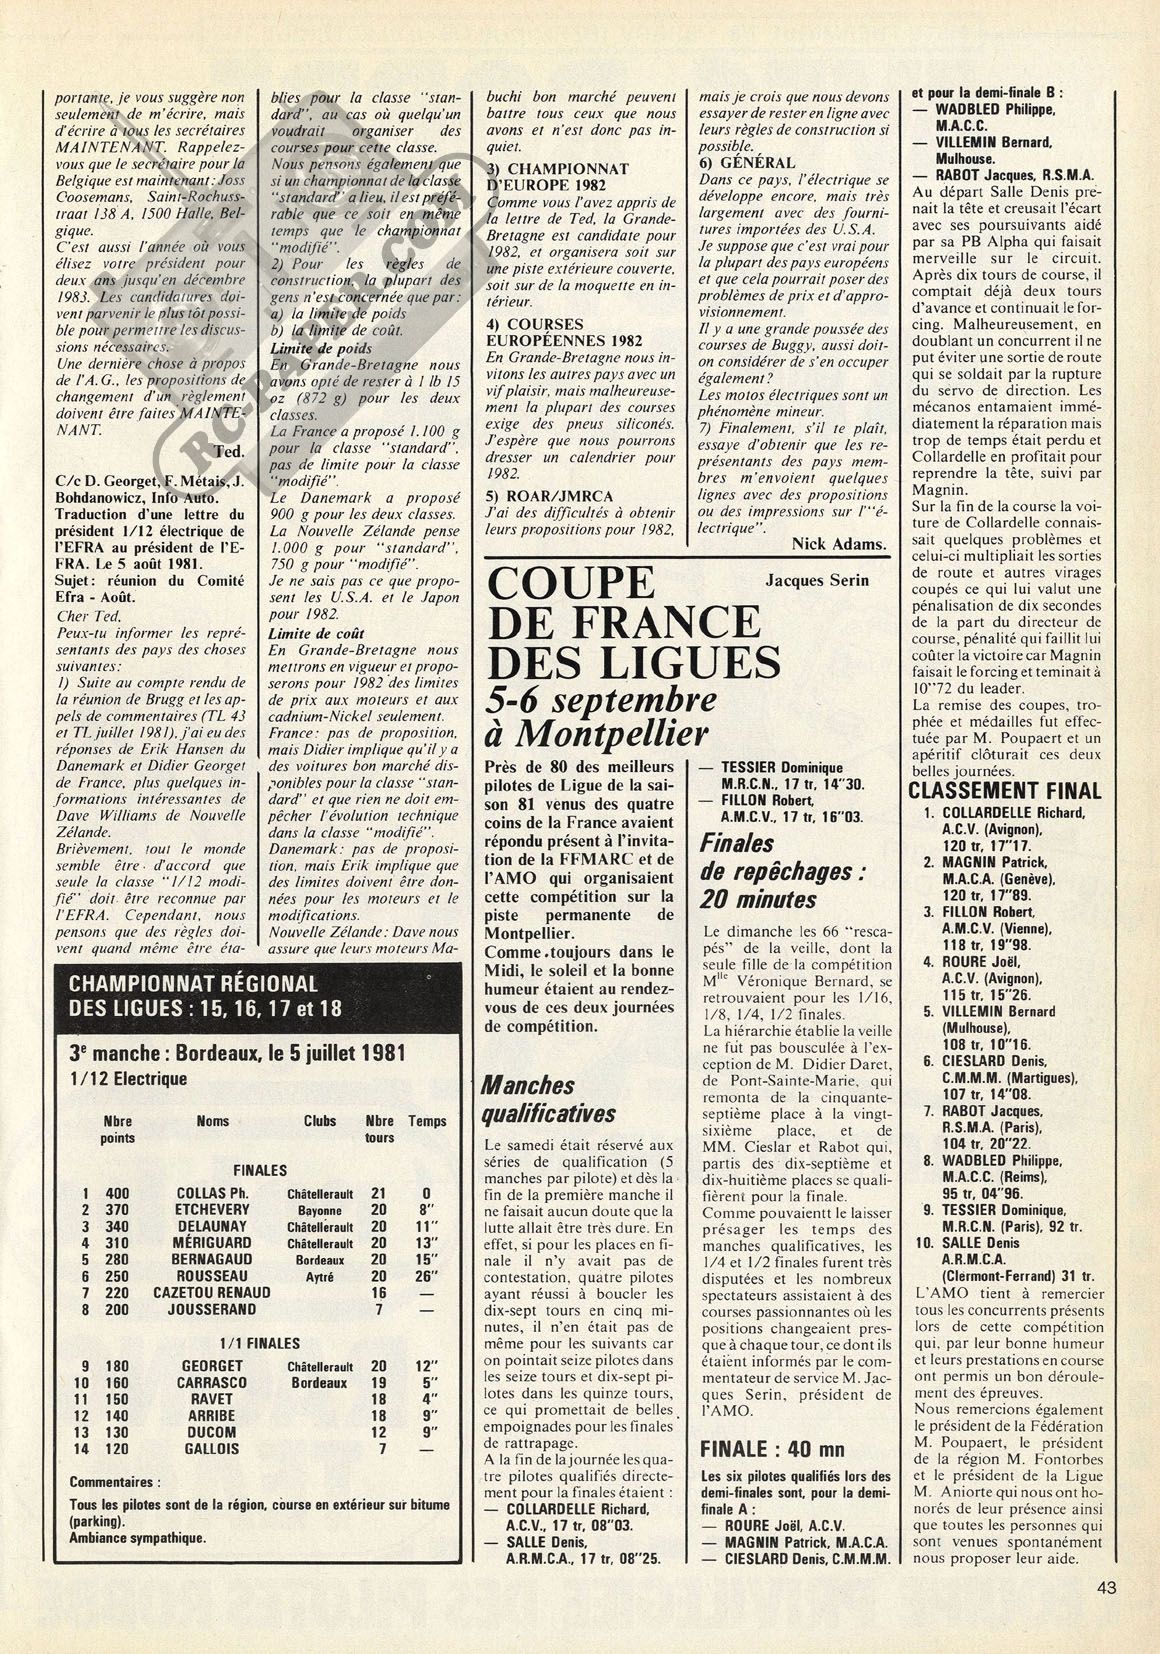 portante, je vous suggère non
seulement de m'écrire, mais
d'écrire à tous les secrétaires
MAINTENANT. Rappelez-
vous que le secrétaire pour la
Belgique est maintenant: Joss
Coosemans, Saint-Rochuss-
traat 138 A, 1500 Halle, Bel-
gique.
C'est aussi l'année où vous
élisez votre président pour
deux ans jusqu'en décembre
1983. Les candidatures doi-
vent parvenir le plus tôt possi-
ble pour permettre les discus-
sions nécessaires.
Une dernière chose à propos
de l'A.G., les propositions de
changement d'un règlement
doivent être faites MAINTE-
NANT.
Ted.
C/c D. Georget, F. Métais, J.
Bohdanowicz, Info Auto.
Traduction d'une lettre du
président 1/12 électrique de
l'EFRA au président de l'E-
FRA. Le 5 août 1981.
Sujet: réunion du Comité
Efra - Août.
Cher Ted,
Peux-tu informer les repré-
sentants des pays des choses
suivantes:
1) Suite au compte rendu de
la réunion de Brugg et les ap-
pels de commentaires (TL 43
et TL juillet 1981), j'ai eu des
réponses de Erik Hansen du
Danemark et Didier Georget
de France, plus quelques in-
formations intéressantes de
Dave Williams de Nouvelle
Zélande.
Brièvement, tout le monde
semble être d'accord que
seule la classe "1/12 modi-
fié" doit être reconnue par
l'EFRA. Cependant, nous
pensons que des règles doi-
vent quand même être éta-
blies pour la classe "stan-
dard", au cas où quelqu'un
voudrait organiser des
courses pour cette classe.
Nous pensons également que
si un championnat de la classe
"standard" a lieu, il est préfé-
rable que ce soit en même
temps que le championnat
"modifié".
2) Pour les règles de
construction, la plupart des
gens n'est concernée que par:
a) la limite de poids
b) la limite de coût.
Limite de poids
En Grande-Bretagne nous
avons opté de rester à 1 lb 15
oz (872 g) pour les deux
classes.
La France a proposé 1.100 g
pour la classe "standard",
pas de limite pour la classe
"modifié".
Le Danemark a proposé
900 g pour les deux classes.
La Nouvelle Zélande pense
1.000 g pour "standard",
750 g pour "modifié".
Je ne sais pas ce que propo-
sent les U.S.A. et le Japon
pour 1982.
Limite de coût
En Grande-Bretagne nous
mettrons en vigueur et propo-
serons pour 1982 des limites
de prix aux moteurs et aux
cadnium-Nickel seulement.
France: pas de proposition,
mais Didier implique qu'il y a
des voitures bon marché dis-
ponibles pour la classe "stan-
dard" et que rien ne doit em-
pêcher l'évolution technique
dans la classe "modifié".
Danemark: pas de proposi-
tion, mais Erik implique que
des limites doivent être don-
nées pour les moteurs et le
modifications.
Nouvelle Zélande: Dave nous
assure que leurs moteurs Ma-
buchi bon marché peuvent
battre tous ceux que nous
avons et n'est donc pas in-
quiet.
3) CHAMPIONNAT
D'EUROPE 1982
Comme vous l'avez appris de
la lettre de Ted, la Grande-
Bretagne est candidate pour
1982, et organisera soit sur
une piste extérieure couverte,
soit sur de la moquette en in-
térieur.
4) COURSES
EUROPÉENNES 1982
En Grande-Bretagne nous in-
vitons les autres pays avec un
vif plaisir, mais malheureuse-
ment la plupart des courses
exige des pneus siliconés.
J'espère que nous pourrons
dresser un calendrier pour
1982.
5) ROAR/JMRCA
J'ai des difficultés à obtenir
leurs propositions pour 1982,
mais je crois que nous devons
essayer de rester en ligne avec
leurs règles de construction si
possible.
6) GÉNÉRAL
Dans ce pays, l'électrique se
développe encore, mais très
largement avec des fourni-
tures importées des U.S.A.
Je suppose que c'est vrai pour
la plupart des pays européens
et que cela pourrait poser des
problèmes de prix et d'appro-
visionnement.
Il y a une grande poussée des
courses de Buggy, aussi doit-
on considérer de s'en occuper
également?
Les motos électriques sont un
phénomène mineur.
7) Finalement, s'il te plaît,
essaye d'obtenir que les re-
présentants des pays mem-
bres m'envoient quelques
lignes avec des propositions
ou des impressions sur l'"é-
lectrique".
Nick Adams.
CHAMPIONNAT RÉGIONAL
DES LIGUES : 15, 16, 17 et 18
3e manche : Bordeaux, le 5 juillet 1981
1/12 Electrique
Nbre points Noms Clubs Nbre tours Temps
FINALES
1 400 COLLAS Ph. Châtellerault 21 0
2 370 ETCHEVERY Bayonne 20 8"
3 340 DELAUNAY Châtellerault 20 11"
4 310 MÉRIGUARD Châtellerault 20 13"
5 280 BERNAGAUD Bordeaux 20 15"
6 250 ROUSSEAU Aytré 20 26"
7 220 CAZETOU RENAUD 16 —
8 200 JOUSSERAND 7 —
1/1 FINALES
9 180 GEORGET Châtellerault 20 12"
10 160 CARRASCO Bordeaux 19 5"
11 150 RAVET 18 4"
12 140 ARRIBE 18 9"
13 130 DUCOM 12 9"
14 120 GALLOIS 7 —
Commentaires :
Tous les pilotes sont de la région, course en extérieur sur bitume
(parking).
Ambiance sympathique.
COUPE
DE FRANCE
DES LIGUES
5-6 septembre
à Montpellier
Jacques Serin
Près de 80 des meilleurs
pilotes de Ligue de la sai-
son 81 venus des quatre
coins de la France avaient
répondu présent à l'invita-
tion de la FFMARC et de
l'AMO qui organisaient
cette compétition sur la
piste permanente de
Montpellier.
Comme toujours dans le
Midi, le soleil et la bonne
humeur étaient au rendez-
vous de ces deux journées
de compétition.
Manches
qualificatives
Le samedi était réservé aux
séries de qualification (5
manches par pilote) et dès la
fin de la première manche il
ne faisait aucun doute que la
lutte allait être très dure. En
effet, si pour les places en fi-
nale il n'y avait pas de
contestation, quatre pilotes
ayant réussi à boucler les
dix-sept tours en cinq mi-
nutes, il n'en était pas de
même pour les suivants car
on pointait seize pilotes dans
les seize tours et dix-sept pi-
lotes dans les quinze tours,
ce qui promettait de belles
empoignades pour les finales
de rattrapage.
A la fin de la journée les qua-
tre pilotes qualifiés directe-
ment pour la finales étaient :
— COLLARDELLE Richard,
A.C.V., 17 tr, 08"03.
— SALLE Denis,
A.R.M.C.A., 17 tr, 08"25.
— TESSIER Dominique
M.R.C.N., 17 tr, 14"30.
— FILLON Robert,
A.M.C.V., 17 tr, 16"03.
Finales
de repêchages :
20 minutes
Le dimanche les 66 "resca-
pés" de la veille, dont la
seule fille de la compétition
Mlle Véronique Bernard, se
retrouvaient pour les 1/16,
1/8, 1/4, 1/2 finales.
La hiérarchie établie la veille
ne fut pas bousculée à l'ex-
ception de M. Didier Daret,
de Pont-Sainte-Marie, qui
remonta de la cinquante-
septième place à la vingt-
sixième place, et de
MM. Cieslar et Rabot qui,
partis des dix-septième et
dix-huitième places se quali-
fièrent pour la finale.
Comme pouvaientt le laisser
présager les temps des
manches qualificatives, les
1/4 et 1/2 finales furent très
disputées et les nombreux
spectateurs assistaient à des
courses passionnantes où les
positions changeaient pres-
que à chaque tour, ce dont ils
étaient informés par le com-
mentateur de service M. Jac-
ques Serin, président de
l'AMO.
FINALE : 40 mn
Les six pilotes qualifiés lors des
demi-finales sont, pour la demi-
finale A :
— ROURE Joël, A.C.V.
— MAGNIN Patrick, M.A.C.A.
— CIESLARD Denis, C.M.M.M.
et pour la demi-finale B :
— WADBLED Philippe,
M.A.C.C.
— VILLEMIN Bernard,
Mulhouse.
— RABOT Jacques, R.S.M.A.
Au départ Salle Denis pre-
nait la tête et creusait l'écart
avec ses poursuivants aidé
par sa PB Alpha qui faisait
merveille sur le circuit.
Après dix tours de course, il
comptait déjà deux tours
d'avance et continuait le for-
cing. Malheureusement, en
doublant un concurrent il ne
put éviter une sortie de route
qui se soldait par la rupture
du servo de direction. Les
mécanos entamaient immé-
diatement la réparation mais
trop de temps était perdu et
Collardelle en profitait pour
reprendre la tête, suivi par
Magnin.
Sur la fin de la course la voi-
ture de Collardelle connais-
sait quelques problèmes et
celui-ci multipliait les sorties
de route et autres virages
coupés ce qui lui valut une
pénalisation de dix secondes
de la part du directeur de
course, pénalité qui faillit lui
coûter la victoire car Magnin
faisait le forcing et teminait à
10"72 du leader.
La remise des coupes, tro-
phée et médailles fut effec-
tuée par M. Poupaert et un
apéritif clôturait ces deux
belles journées.
CLASSEMENT FINAL
1. COLLARDELLE Richard,
A.C.V. (Avignon),
120 tr, 17"17.
2. MAGNIN Patrick,
M.A.C.A. (Genève),
120 tr, 17"89.
3. FILLON Robert,
A.M.C.V. (Vienne),
118 tr, 19"98.
4. ROURE Joël,
A.C.V. (Avignon),
115 tr, 15"26.
5. VILLEMIN Bernard
(Mulhouse),
108 tr, 10"16.
6. CIESLARD Denis,
C.M.M.M. (Martigues),
107 tr, 14"08.
7. RABOT Jacques,
R.S.M.A. (Paris),
104 tr, 20"22.
8. WADBLED Philippe,
M.A.C.C. (Reims),
95 tr, 04"96.
9. TESSIER Dominique,
M.R.C.N. (Paris), 92 tr.
10. SALLE Denis
A.R.M.C.A.
(Clermont-Ferrand) 31 tr.
L'AMO tient à remercier
tous les concurrents présents
lors de cette compétition
qui, par leur bonne humeur
et leurs prestations en course
ont permis un bon déroule-
ment des épreuves.
Nous remercions également
le président de la Fédération
M. Poupaert, le président
de la région M. Fontorbes
et le président de la Ligue
M. Aniorte qui nous ont ho-
norés de leur présence ainsi
que toutes les personnes qui
sont venues spontanément
nous proposer leur aide.
43
RC-PAPER.COM